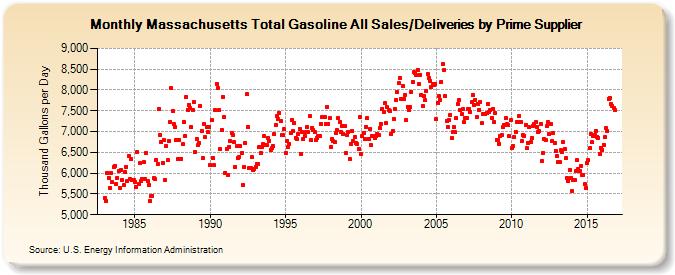 Monthly Massachusetts Total Gasoline All Sales/Deliveries by Prime Supplier
Thousand Gallons per Day
9,000
8,500
8,000
7,500
7,000
6,500
6,000
5,500
5,000
1985 1990 1995 2000 2005 2010 2015
Source: U.S. Energy Information Administration